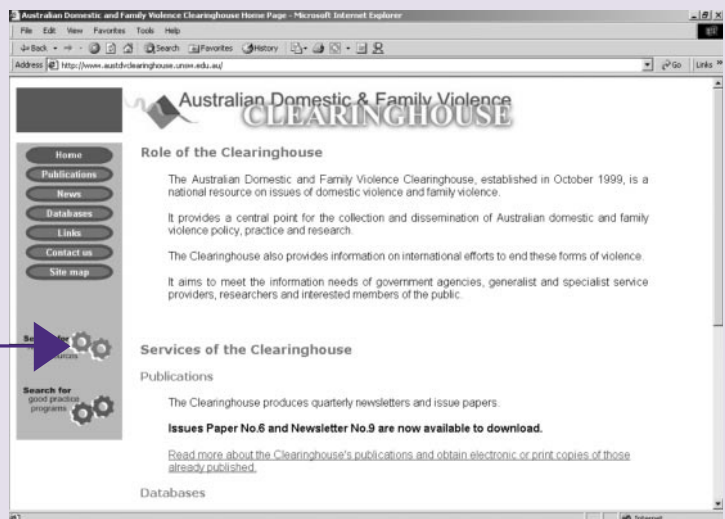 Australian Domestic and Family Violence Clearinghouse Home Page - Microsoft Internet Explorer
File Edit View Favorites Tools Help
Back Search Favorites History
Address http://www.austdvclearinghouse.unsw.edu.au/ Go Links »
Australian Domestic & Family Violence
CLEARINGHOUSE
Home
Publications
News
Databases
Links
Contact us
Site map
Search for
good practice
programs
Role of the Clearinghouse
The Australian Domestic and Family Violence Clearinghouse, established in October 1999, is a
national resource on issues of domestic violence and family violence.
It provides a central point for the collection and dissemination of Australian domestic and family
violence policy, practice and research.
The Clearinghouse also provides information on international efforts to end these forms of violence.
It aims to meet the information needs of government agencies, generalist and specialist service
providers, researchers and interested members of the public.
Services of the Clearinghouse
Publications
The Clearinghouse produces quarterly newsletters and issue papers.
Issues Paper No.6 and Newsletter No.9 are now available to download.
Read more about the Clearinghouse's publications and obtain electronic or print copies of those
already published.
Databases
Internet